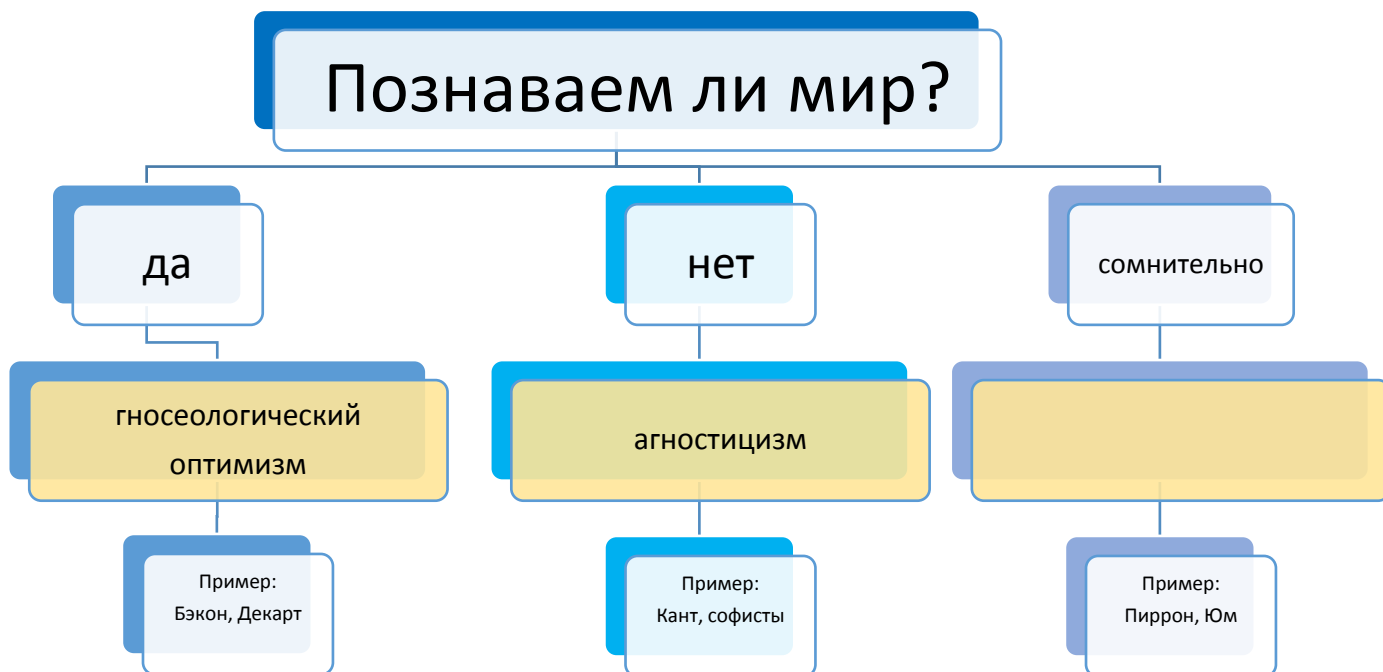 Познаваем ли мир?
да
нет
сомнительно
гносеологический
оптимизм
агностицизм
Пример:
Бэкон, Декарт
Пример:
Кант, софисты
Пример:
Пиррон, Юм